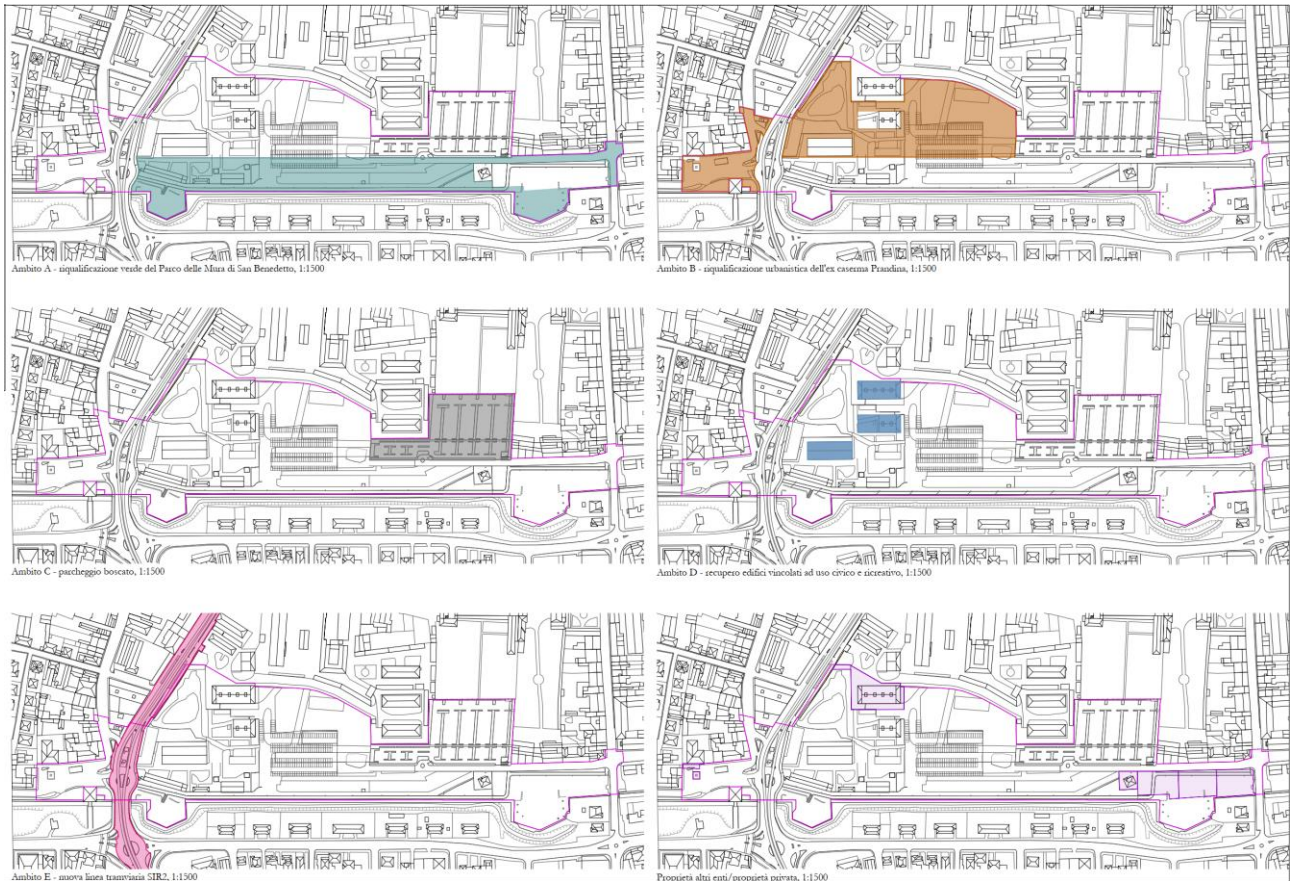 Ambito A - riqualificazione verde del Parco delle Mura di San Benedetto, 1:1500
Ambito B - riqualificazione urbanistica dell'ex caserma Prandina, 1:1500
Ambito C - parcheggio boscato, 1:1500
Ambito D - recupero edifici vincolati ad uso civico e ricreativo, 1:1500
Ambito E - nuova linea tramviaria SIR2, 1:1500
Proprietà altri enti/proprietà privata, 1:1500